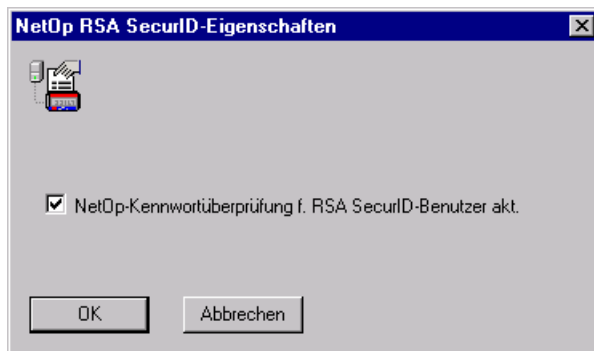 NetOp RSA SecurID-Eigenschaften
NetOp-Kennwortüberprüfung f. RSA SecurID-Benutzer akt.
OK Abbrechen